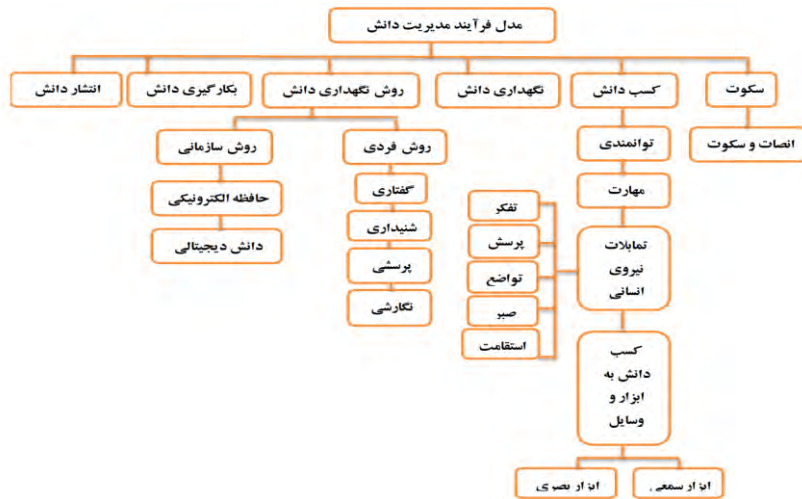 مدل فرآیند مدیریت دانش
سکوت
کسب دانش
نگهداری دانش
روش نگهداری دانش
بکارگیری دانش
انتشار دانش
انصات و سکوت
توانمندی
روش فردی
روش سازمانی
مهارت
گفتاری
حافظه الکترونیکی
تفکر
شنیداری
تمایلات
نیروی
انسانی
پرسش
پرسشی
دانش دیجیتالی
تواضع
نگارشی
صبر
استقامت
کسب
دانش به
ابزار و
وسایل
ابزار سمعی
ابزار بصری